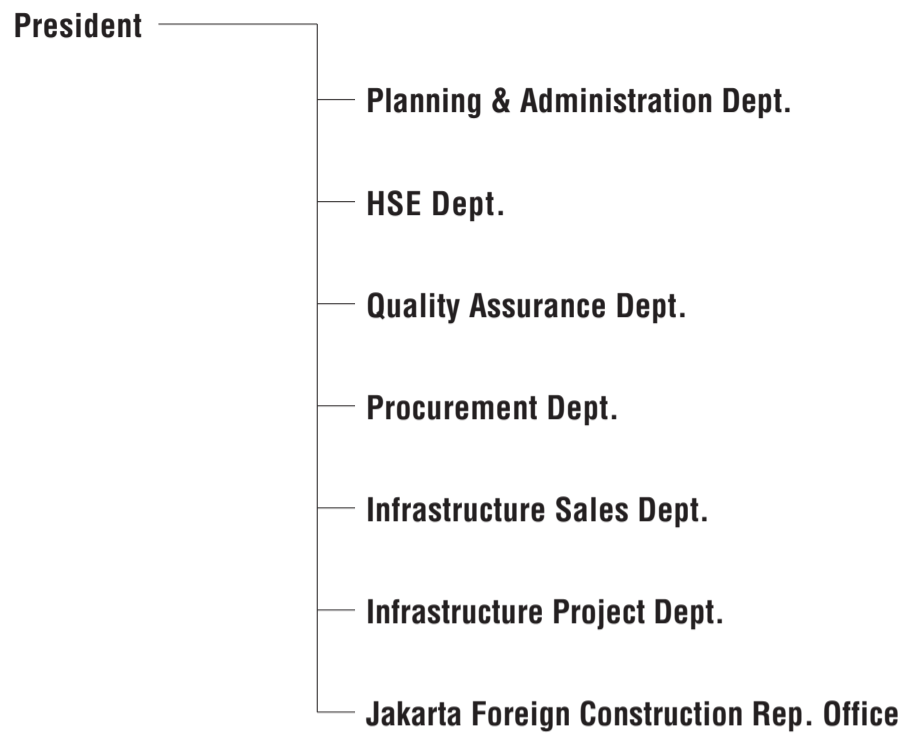 President
Planning & Administration Dept.
HSE Dept.
Quality Assurance Dept.
Procurement Dept.
Infrastructure Sales Dept.
Infrastructure Project Dept.
Jakarta Foreign Construction Rep. Office